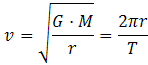 v = √(G · M / r) = 2πr / T